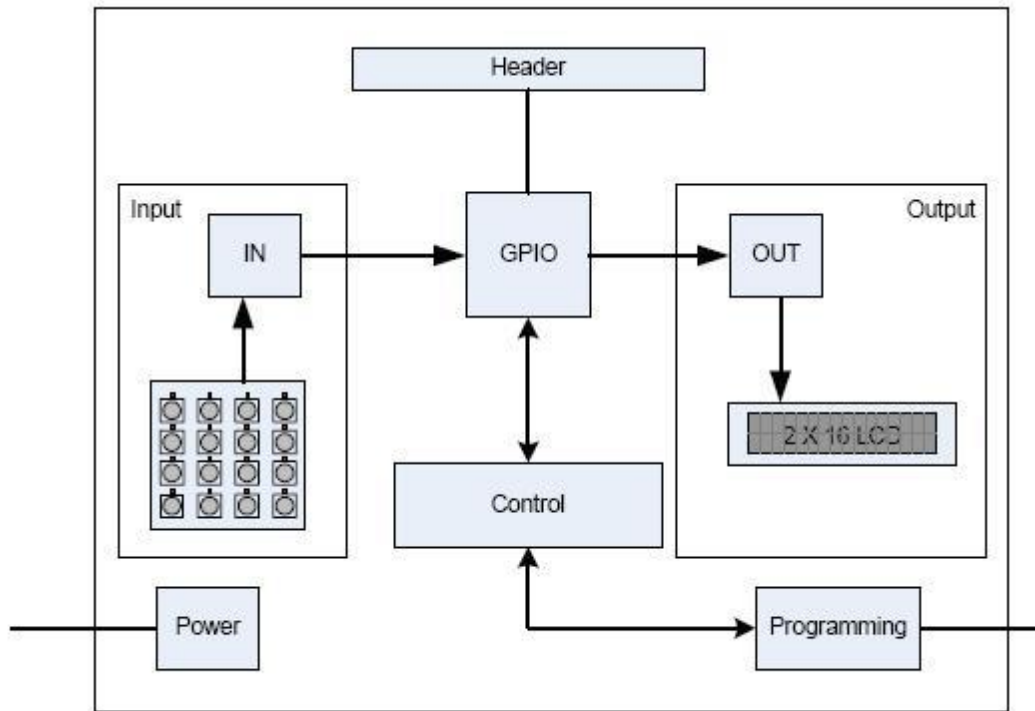 Header
Input
IN
GPIO
OUT
Output
2 X 16 LCD
Control
Power
Programming